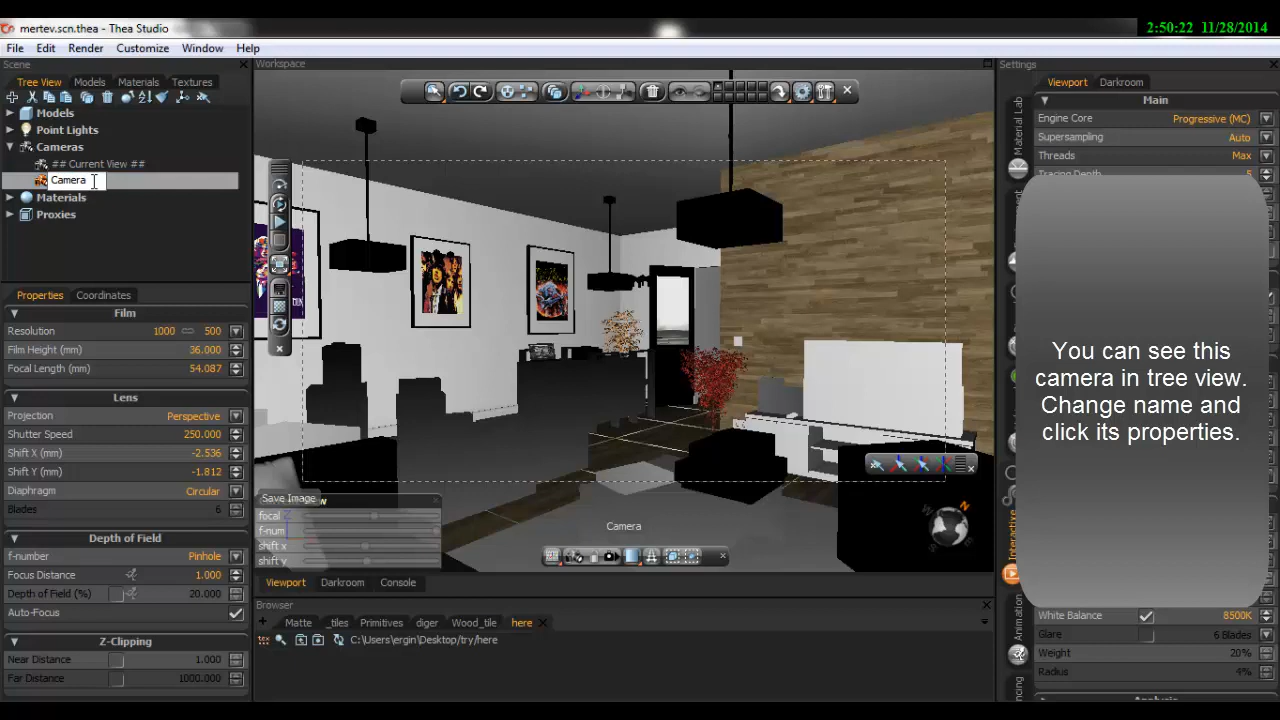 mertev.scn.thea - Thea Studio
2:50:22 11/28/2014
File Edit Render Customize Window Help
Scene
Workspace
Settings
Tree View Models Materials Textures
Viewport Darkroom
Models
Point Lights
Cameras
## Current View ##
Camera
Materials
Proxies
Main
Engine Core Progressive (MC)
Supersampling Auto
Threads Max
Tracing Depth 5
Material Lab
Interactive
Animation
You can see this
camera in tree view.
Change name and
click its properties.
Properties Coordinates
Film
Resolution 1000 500
Film Height (mm) 36.000
Focal Length (mm) 54.087
Lens
Projection Perspective
Shutter Speed 250.000
Shift X (mm) -2.536
Shift Y (mm) -1.812
Diaphragm Circular
Blades 6
Depth of Field
f-number Pinhole
Focus Distance 1.000
Depth of Field (%) 20.000
Auto-Focus
Z-Clipping
Near Distance 1.000
Far Distance 1000.000
Save Image
focal
f-num
shift x
shift y
Camera
W N
Viewport Darkroom Console
Browser
Matte _tiles Primitives diger Wood_tile here
tex C:\Users\ergin\Desktop/try/here
White Balance 8500K
Glare 6 Blades
Weight 20%
Radius 4%